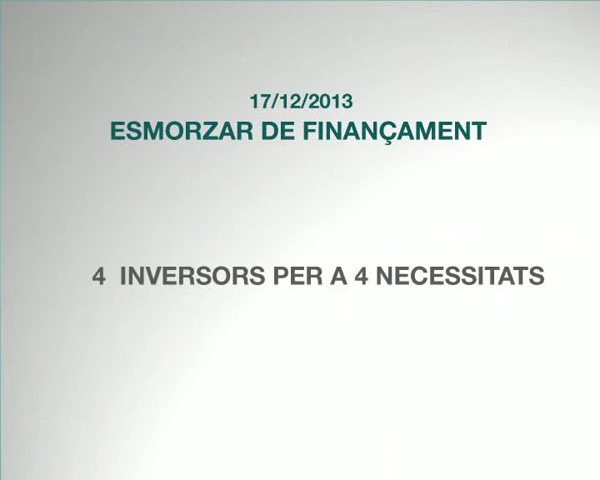 17/12/2013
ESMORZAR DE FINANÇAMENT
4 INVERSORS PER A 4 NECESSITATS